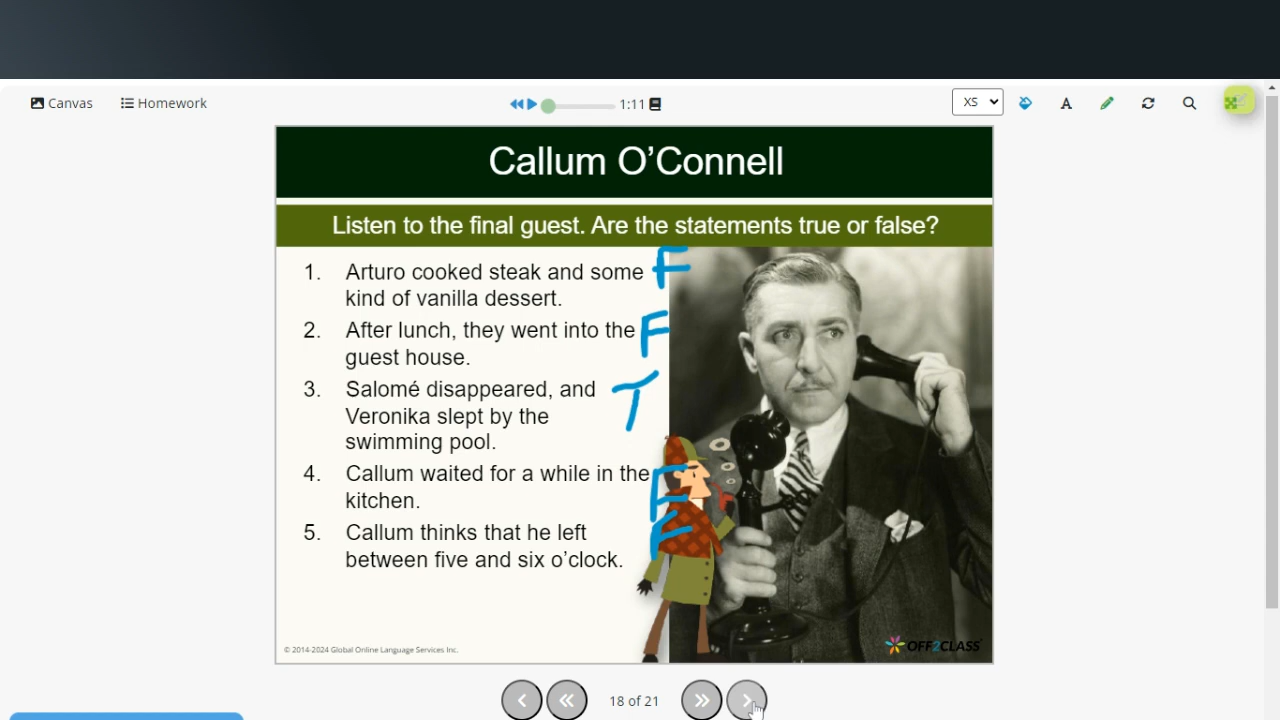 Canvas
Homework
1:11
XS
A
Callum O'Connell
Listen to the final guest. Are the statements true or false?
1. Arturo cooked steak and some F
kind of vanilla dessert.
2. After lunch, they went into the F
guest house.
3. Salomé disappeared, and T
Veronika slept by the
swimming pool.
4. Callum waited for a while in the F
kitchen.
5. Callum thinks that he left F
between five and six o'clock.
© 2014-2024 Global Online Language Services Inc.
OFF2CLASS
18 of 21